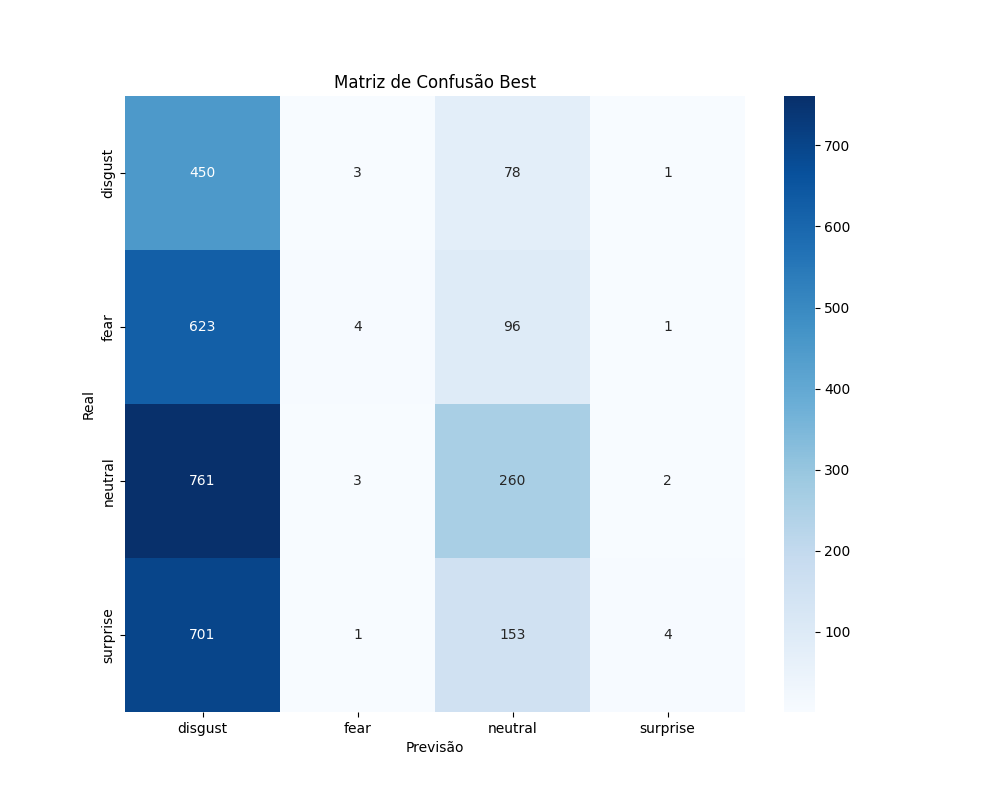 Matriz de Confusão Best
Real
disgust 450 3 78 1
fear 623 4 96 1
neutral 761 3 260 2
surprise 701 1 153 4
disgust fear neutral surprise
Previsão
700
600
500
400
300
200
100